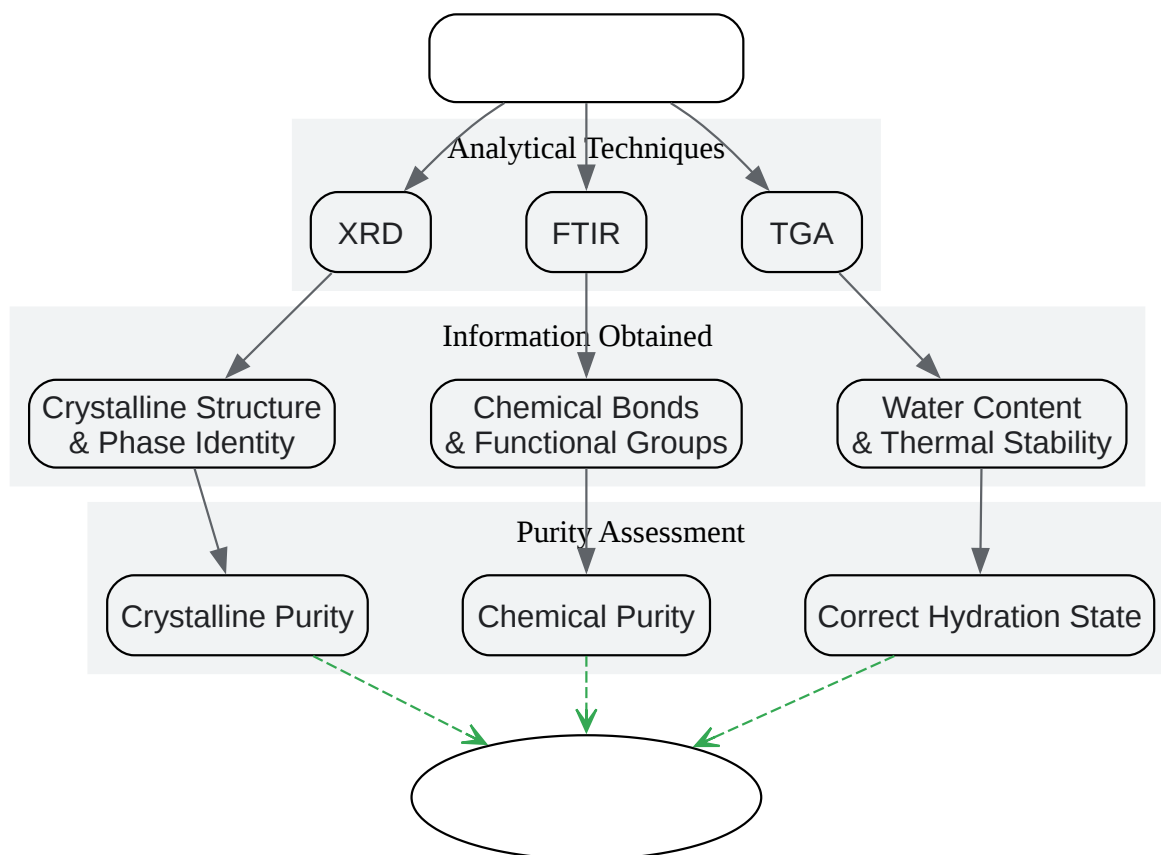 Analytical Techniques
XRD
FTIR
TGA
Information Obtained
Crystalline Structure
& Phase Identity
Chemical Bonds
& Functional Groups
Water Content
& Thermal Stability
Purity Assessment
Crystalline Purity
Chemical Purity
Correct Hydration State